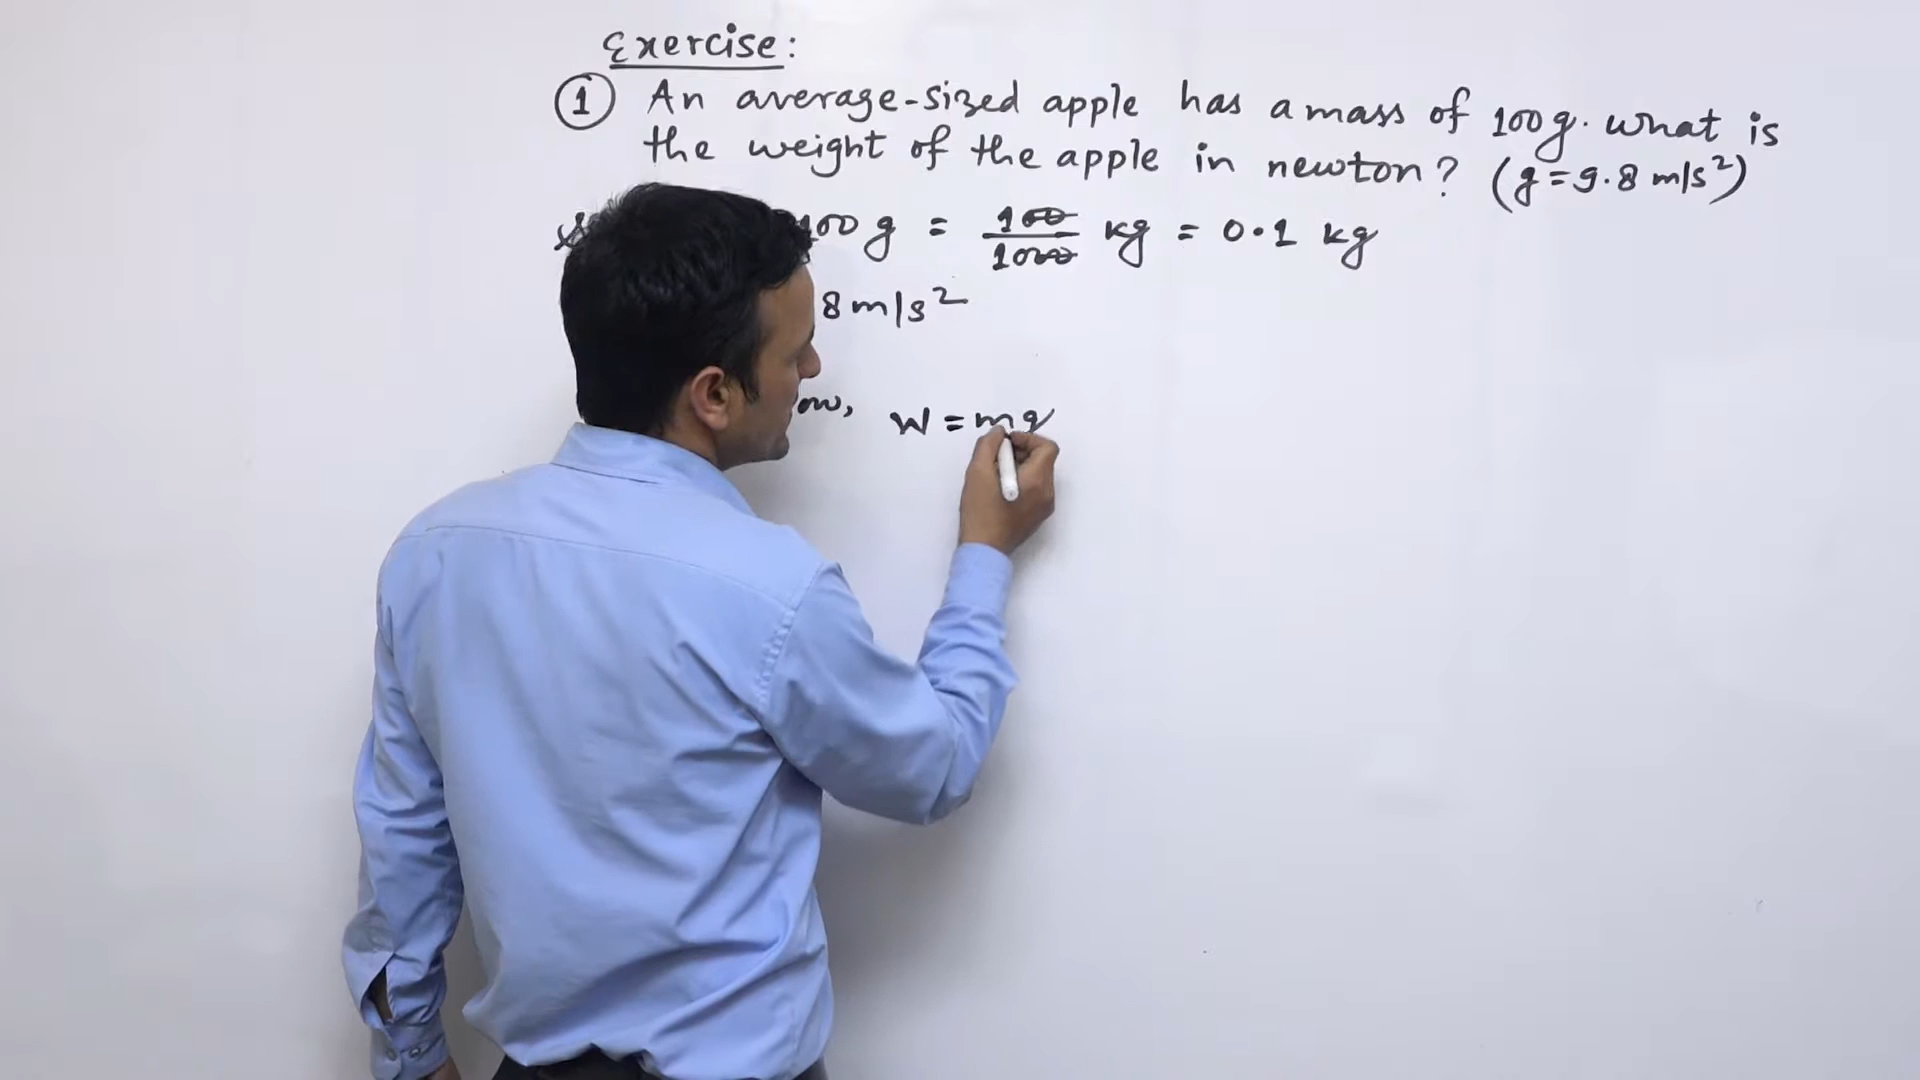 Exercise:
① An average-sized apple has a mass of 100g. what is
the weight of the apple in newton? (g=9.8 m/s²)
100 g = 100/1000 kg = 0.1 kg
8 m/s²
W = mg